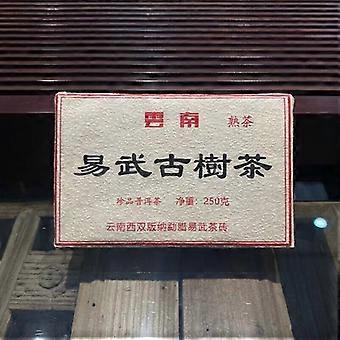 雲南 熟茶
易武古樹茶
珍品普洱茶 净重:250克
云南西双版纳勐腊易武茶砖